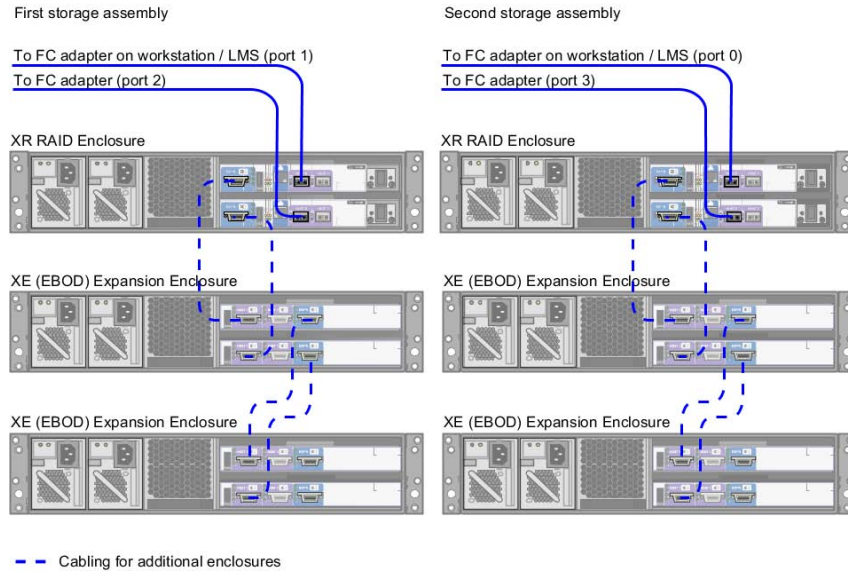 First storage assembly
Second storage assembly
To FC adapter on workstation / LMS (port 1)
To FC adapter (port 2)
To FC adapter on workstation / LMS (port 0)
To FC adapter (port 3)
XR RAID Enclosure
XR RAID Enclosure
XE (EBOD) Expansion Enclosure
XE (EBOD) Expansion Enclosure
XE (EBOD) Expansion Enclosure
XE (EBOD) Expansion Enclosure
Cabling for additional enclosures